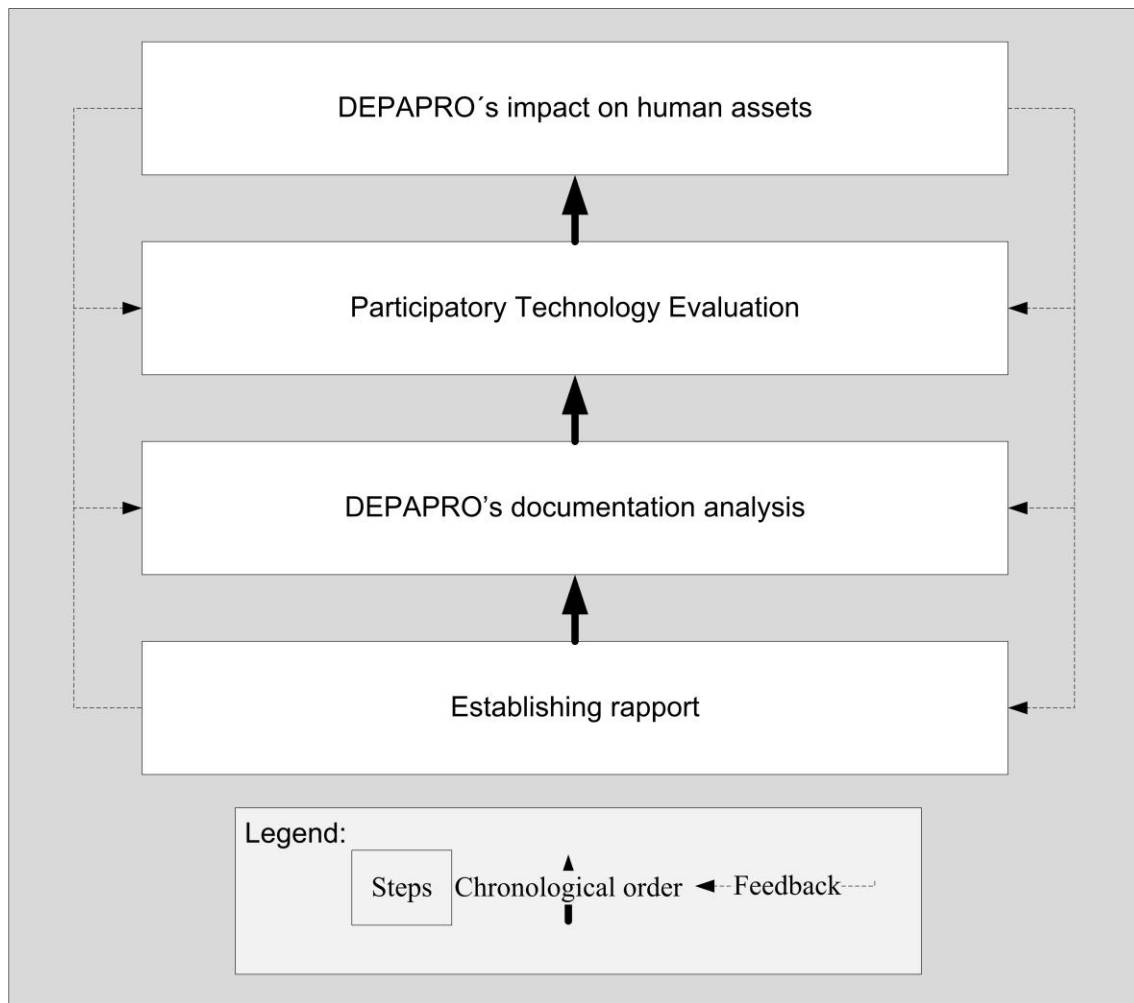 DEPAPRO´s impact on human assets
Participatory Technology Evaluation
DEPAPRO’s documentation analysis
Establishing rapport
Legend:
Steps
Chronological order
Feedback